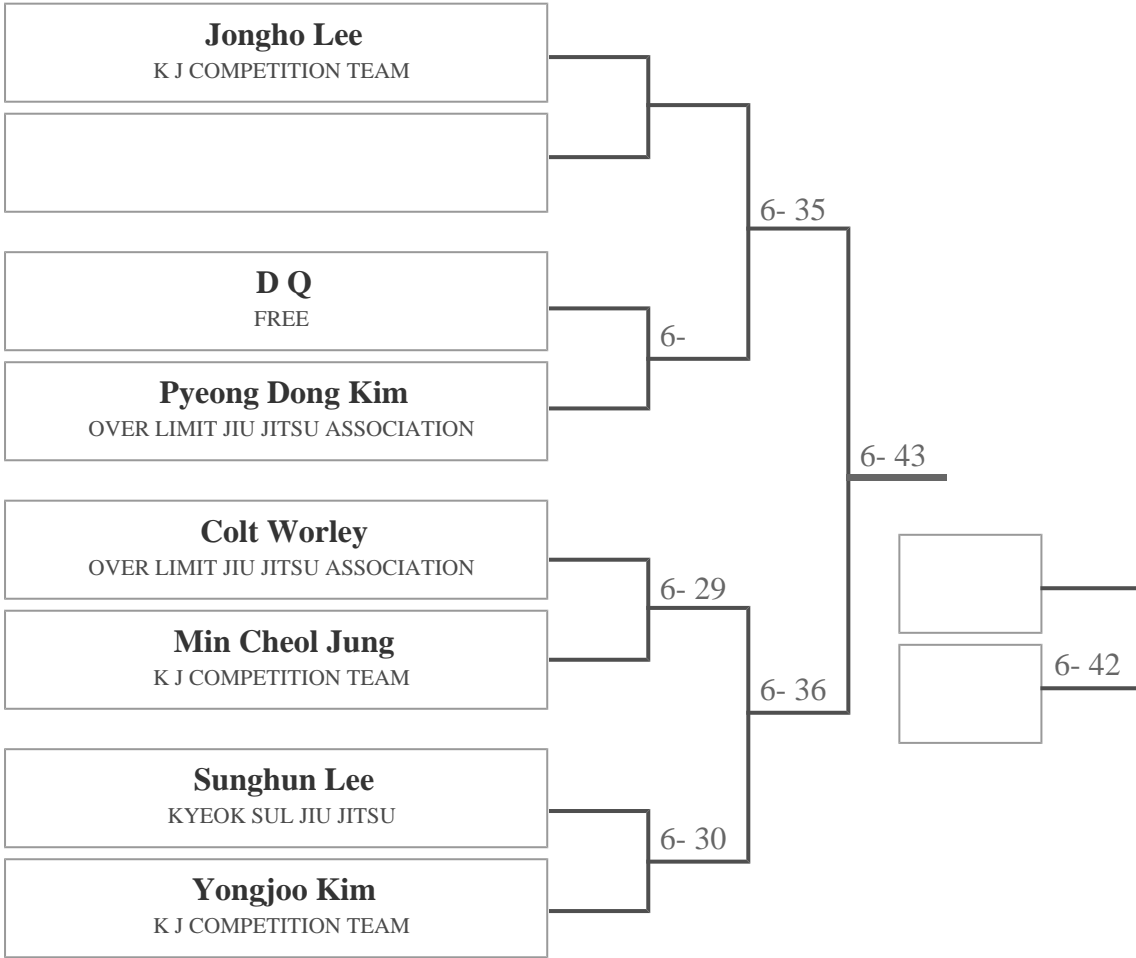 Jongho Lee
K J COMPETITION TEAM
6- 35
D Q
FREE
6-
Pyeong Dong Kim
OVER LIMIT JIU JITSU ASSOCIATION
6- 43
Colt Worley
OVER LIMIT JIU JITSU ASSOCIATION
6- 29
Min Cheol Jung
K J COMPETITION TEAM
6- 36
6- 42
Sunghun Lee
KYEOK SUL JIU JITSU
6- 30
Yongjoo Kim
K J COMPETITION TEAM